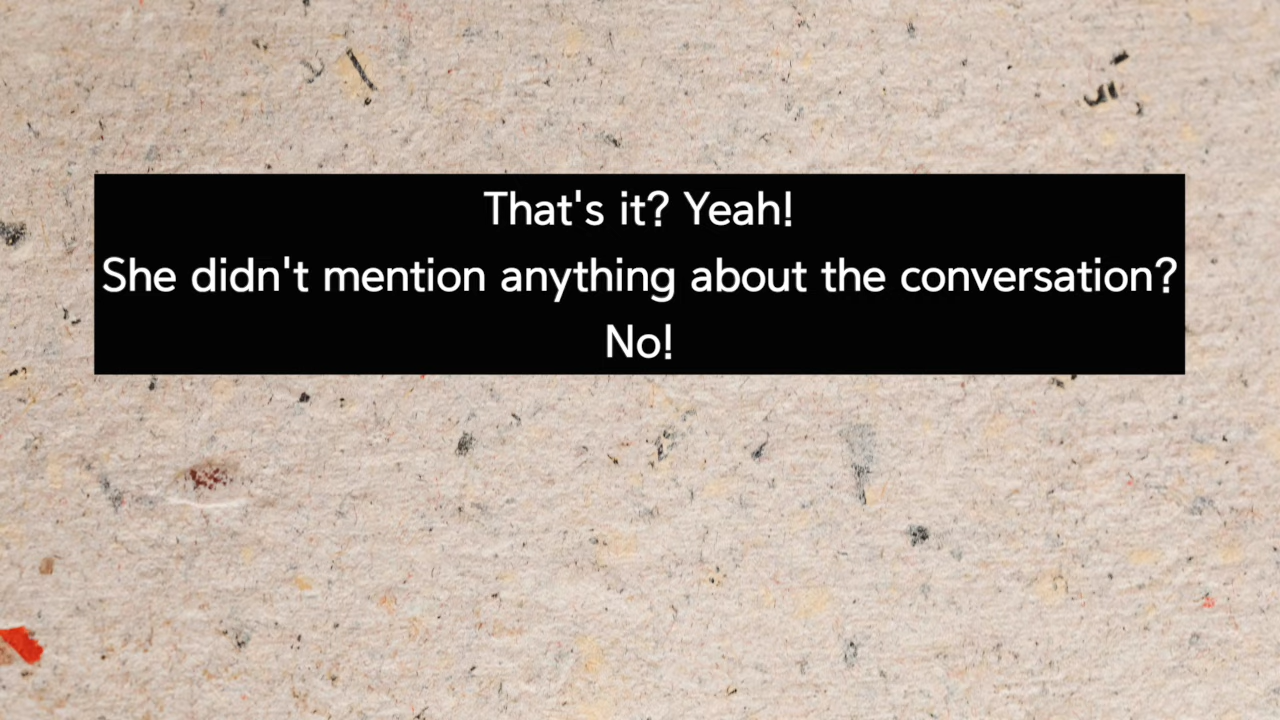 That's it? Yeah!
She didn't mention anything about the conversation?
No!